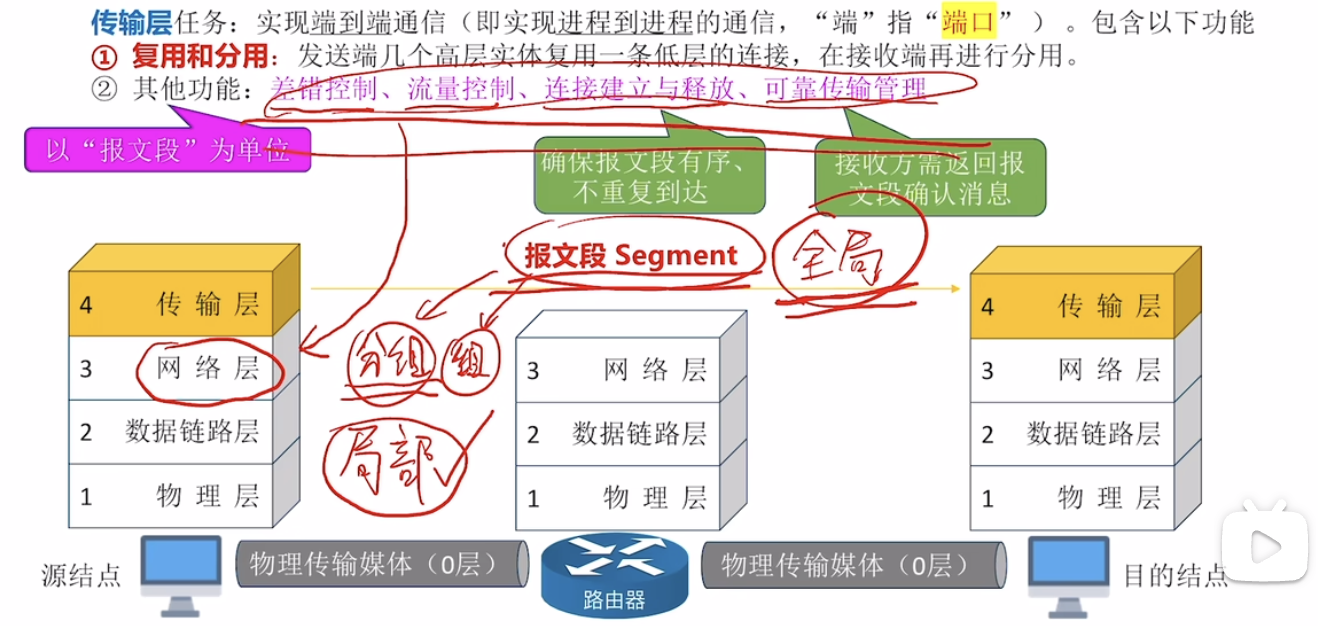 传输层任务：实现端到端通信（即实现进程到进程的通信，“端”指“端口”）。包含以下功能
① 复用和分用：发送端几个高层实体复用一条低层的连接，在接收端再进行分用。
② 其他功能：差错控制、流量控制、连接建立与释放、可靠传输管理
以“报文段”为单位
确保报文段有序、
不重复到达
接收方需返回报
文段确认消息
报文段 Segment
全局
4 传输层
3 网络层
2 数据链路层
1 物理层
分组
组
局部
3 网络层
2 数据链路层
1 物理层
4 传输层
3 网络层
2 数据链路层
1 物理层
源结点
物理传输媒体（0层）
路由器
物理传输媒体（0层）
目的结点